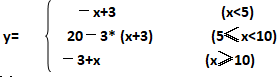 －x+3 (x<5)
y= 20－3* (x+3) (5≤x<10)
－3+x (x≥10)